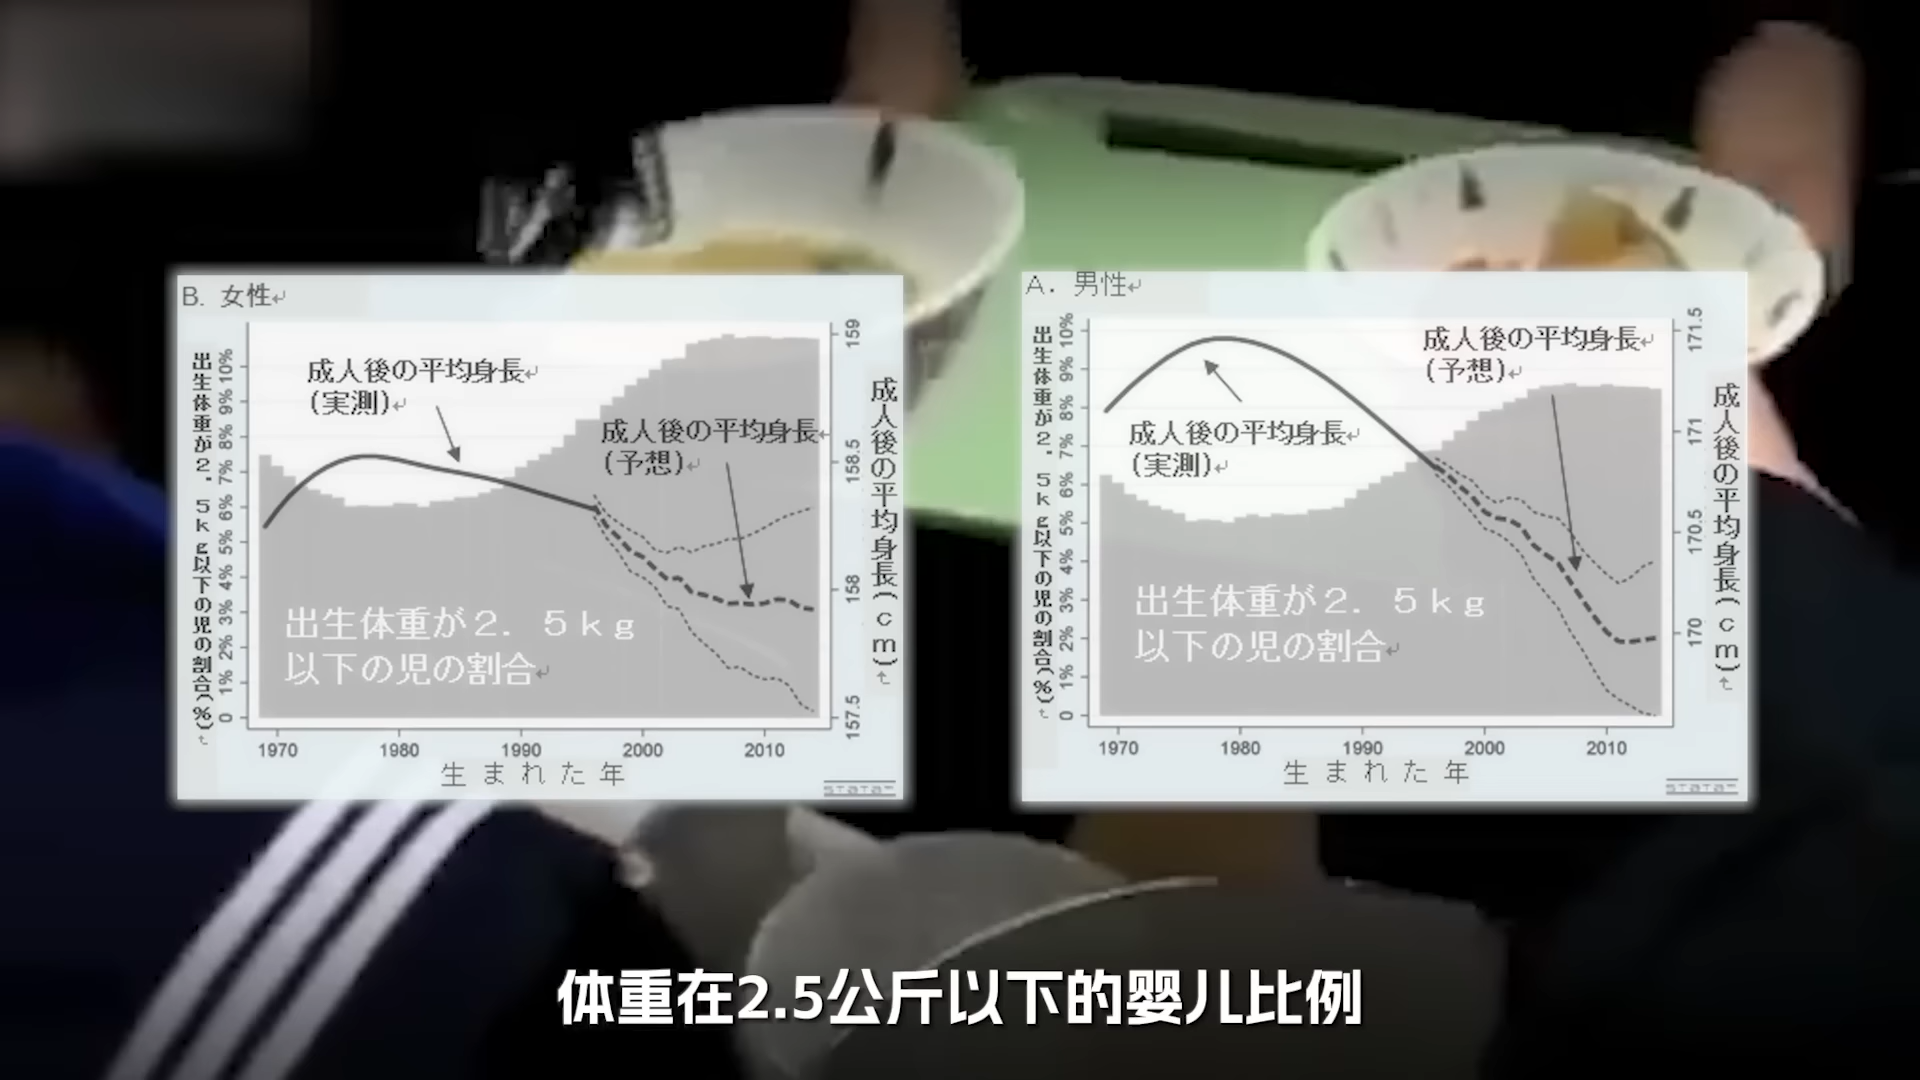 B. 女性
出生体重が2.5kg以下の児の割合(%)
10%
9%
8%
7%
6%
5%
4%
3%
2%
1%
0
成人後の平均身長
(実測)
成人後の平均身長
(予想)
出生体重が2.5kg
以下の児の割合
159
158.5
158
157.5
成人後の平均身長(cm)
1970 1980 1990 2000 2010
生まれた年
A. 男性
出生体重が2.5kg以下の児の割合(%)
10%
9%
8%
7%
6%
5%
4%
3%
2%
1%
0
成人後の平均身長
(予想)
成人後の平均身長
(実測)
出生体重が2.5kg
以下の児の割合
171.5
171
170.5
170
成人後の平均身長(cm)
1970 1980 1990 2000 2010
生まれた年
体重在2.5公斤以下的婴儿比例